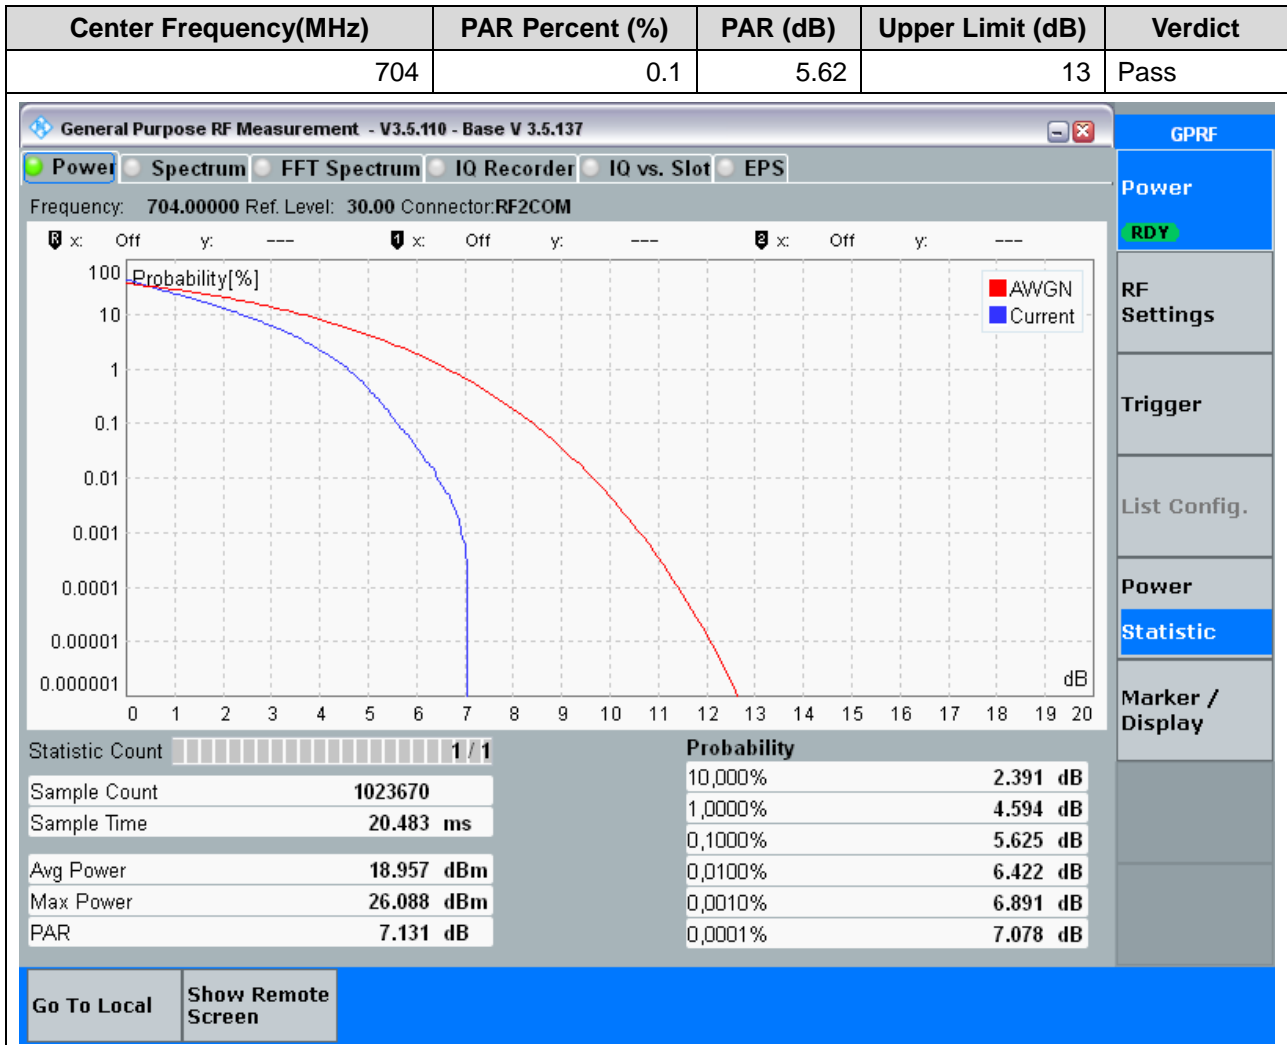 Center Frequency(MHz) PAR Percent (%) PAR (dB) Upper Limit (dB) Verdict
704 0.1 5.62 13 Pass
General Purpose RF Measurement - V3.5.110 - Base V 3.5.137
GPRF
Power Spectrum FFT Spectrum IQ Recorder IQ vs. Slot EPS
Power
RDY
Frequency: 704.00000 Ref. Level: 30.00 Connector:RF2COM
R x: Off y: --- 1 x: Off y: --- 2 x: Off y: ---
Probability[%]
AWGN
Current
100
10
1
0.1
0.01
0.001
0.0001
0.00001
0.000001
dB
0 1 2 3 4 5 6 7 8 9 10 11 12 13 14 15 16 17 18 19 20
RF
Settings
Trigger
List Config.
Power
Statistic
Marker /
Display
Statistic Count 1 / 1
Sample Count 1023670
Sample Time 20.483 ms
Avg Power 18.957 dBm
Max Power 26.088 dBm
PAR 7.131 dB
Probability
10,000% 2.391 dB
1,0000% 4.594 dB
0,1000% 5.625 dB
0,0100% 6.422 dB
0,0010% 6.891 dB
0,0001% 7.078 dB
Go To Local
Show Remote
Screen